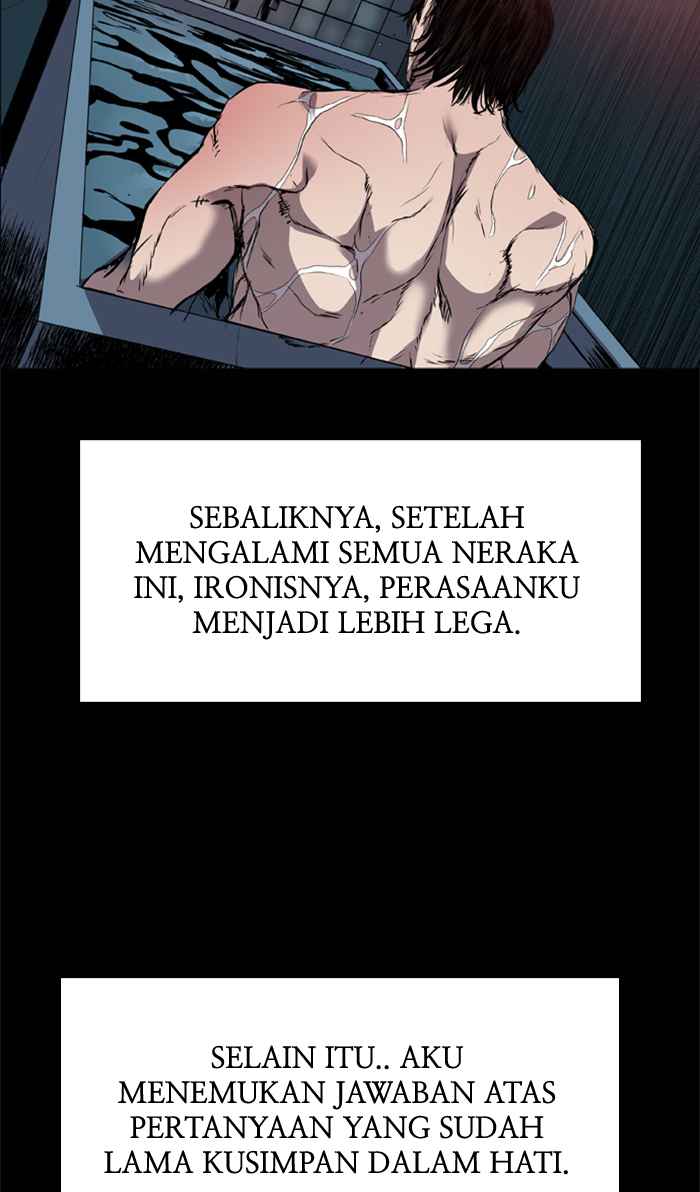 SEBALIKNYA, SETELAH
MENGALAMI SEMUA NERAKA
INI, IRONISNYA, PERASAANKU
MENJADI LEBIH LEGA.
SELAIN ITU.. AKU
MENEMUKAN JAWABAN ATAS
PERTANYAAN YANG SUDAH
LAMA KUSIMPAN DALAM HATI.